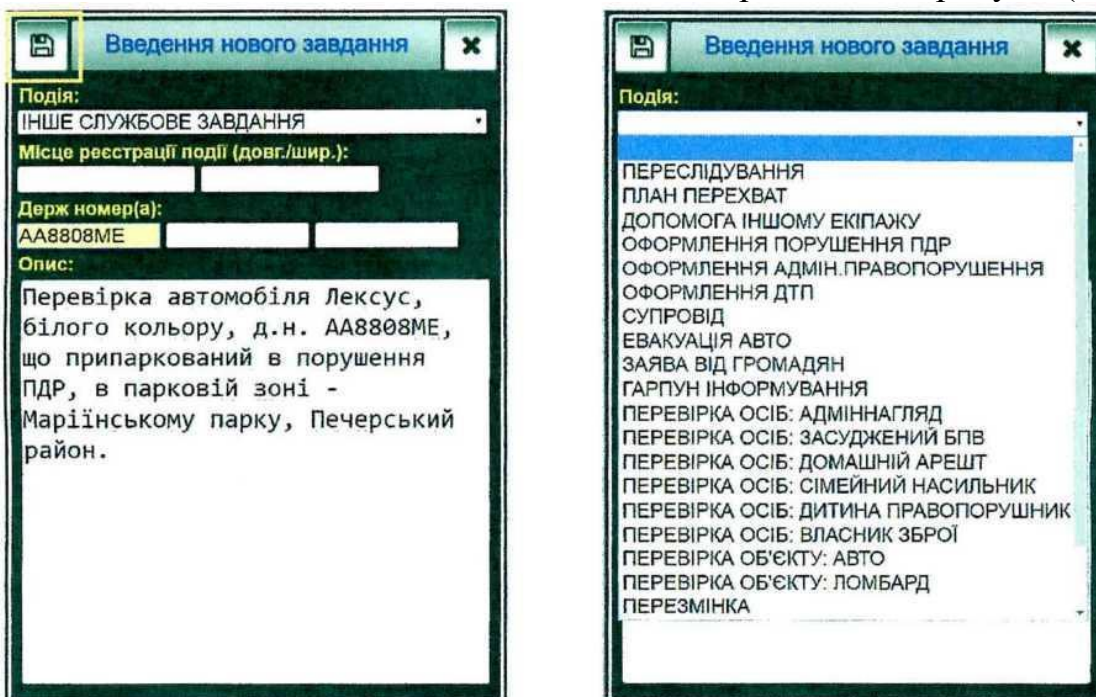 Введення нового завдання
Подія:
ІНШЕ СЛУЖБОВЕ ЗАВДАННЯ
Місце реєстрації події (довг./шир.):
Держ номер(а):
АА8808МЕ
Опис:
Перевірка автомобіля Лексус,
білого кольору, д.н. АА8808МЕ,
що припаркований в порушення
ПДР, в парковій зоні -
Маріїнському парку, Печерський
район.
Введення нового завдання
Подія:
ПЕРЕСЛІДУВАННЯ
ПЛАН ПЕРЕХВАТ
ДОПОМОГА ІНШОМУ ЕКІПАЖУ
ОФОРМЛЕННЯ ПОРУШЕННЯ ПДР
ОФОРМЛЕННЯ АДМІН.ПРАВОПОРУШЕННЯ
ОФОРМЛЕННЯ ДТП
СУПРОВІД
ЕВАКУАЦІЯ АВТО
ЗАЯВА ВІД ГРОМАДЯН
ГАРПУН ІНФОРМУВАННЯ
ПЕРЕВІРКА ОСІБ: АДМІННАГЛЯД
ПЕРЕВІРКА ОСІБ: ЗАСУДЖЕНИЙ БПВ
ПЕРЕВІРКА ОСІБ: ДОМАШНІЙ АРЕШТ
ПЕРЕВІРКА ОСІБ: СІМЕЙНИЙ НАСИЛЬНИК
ПЕРЕВІРКА ОСІБ: ДИТИНА ПРАВОПОРУШНИК
ПЕРЕВІРКА ОСІБ: ВЛАСНИК ЗБРОЇ
ПЕРЕВІРКА ОБ'ЄКТУ: АВТО
ПЕРЕВІРКА ОБ'ЄКТУ: ЛОМБАРД
ПЕРЕЗМІНКА